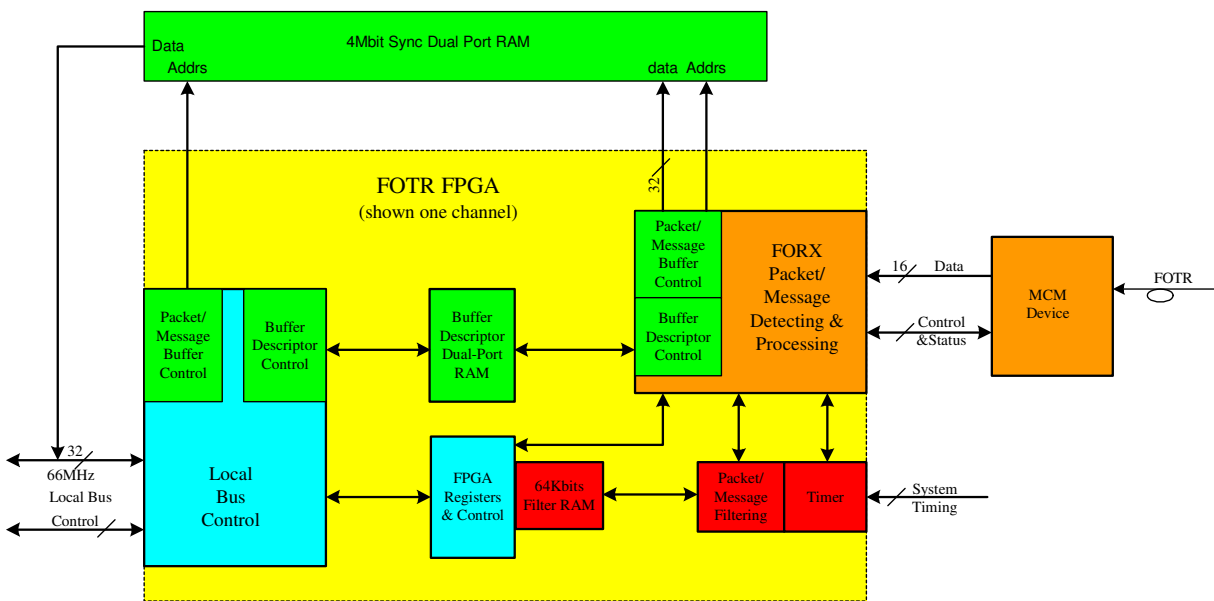 4Mbit Sync Dual Port RAM
Data
Addrs
data Addrs
32
FOTR FPGA
(shown one channel)
Packet/
Message
Buffer
Control
Buffer
Descriptor
Control
FORX
Packet/
Message
Detecting &
Processing
16
Data
Control
&Status
MCM
Device
FOTR
Packet/
Message
Buffer
Control
Buffer
Descriptor
Control
Buffer
Descriptor
Dual-Port
RAM
32
66MHz
Local Bus
Control
Local
Bus
Control
FPGA
Registers
& Control
64Kbits
Filter RAM
Packet/
Message
Filtering
Timer
System
Timing